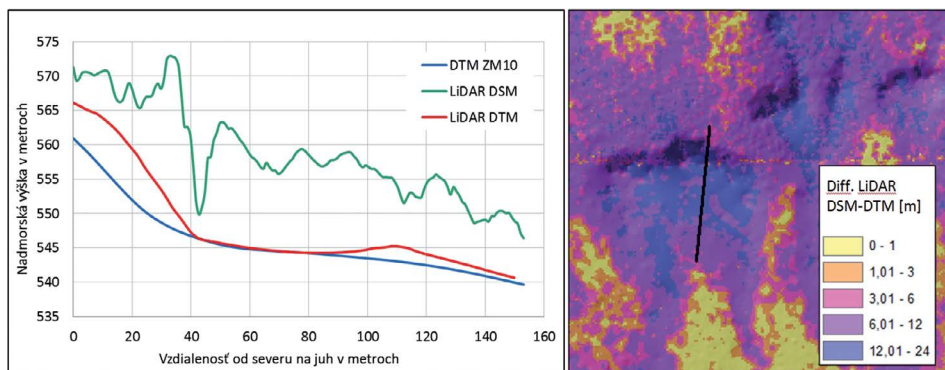 575
570
565
560
555
550
545
540
535
0
20
40
60
80
100
120
140
160
Nadmorská výška v metroch
Vzdialenosť od severu na juh v metroch
DTM ZM10
LiDAR DSM
LiDAR DTM
Diff. LiDAR
DSM-DTM [m]
0 - 1
1,01 - 3
3,01 - 6
6,01 - 12
12,01 - 24